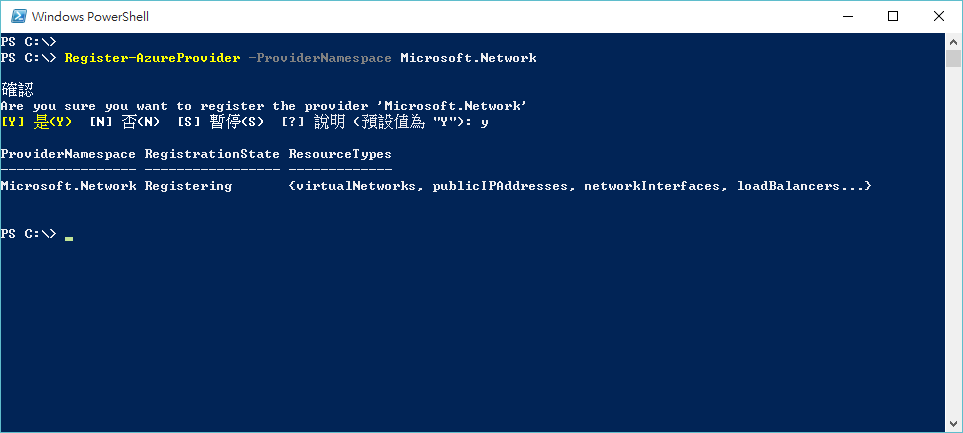 Windows PowerShell
PS C:\>
PS C:\> Register-AzureProvider -ProviderNamespace Microsoft.Network
確認
Are you sure you want to register the provider 'Microsoft.Network'
[Y] 是(Y)  [N] 否(N)  [S] 暫停(S)  [?] 說明 (預設值為 "Y"): y
ProviderNamespace RegistrationState ResourceTypes
----------------- ----------------- -------------
Microsoft.Network Registering       {virtualNetworks, publicIPAddresses, networkInterfaces, loadBalancers...}
PS C:\>